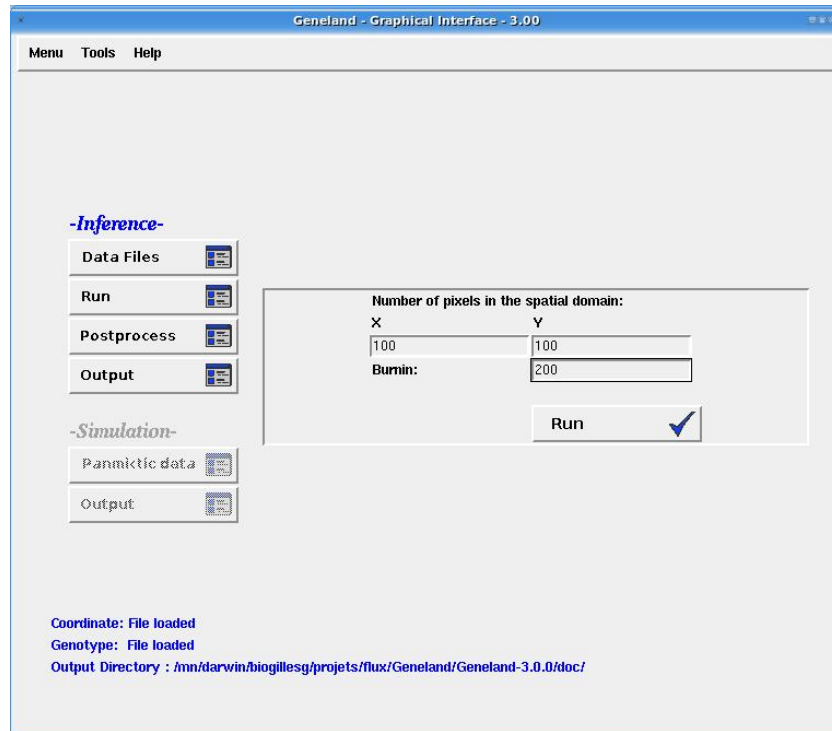 Geneland - Graphical Interface - 3.00
Menu Tools Help
-Inference-
Data Files
Run
Postprocess
Output
Number of pixels in the spatial domain:
X Y
100 100
Burnin: 200
Run
-Simulation-
Panmictic data
Output
Coordinate: File loaded
Genotype: File loaded
Output Directory : /mn/darwin/biogillesg/projets/flux/Geneland/Geneland-3.0.0/doc/